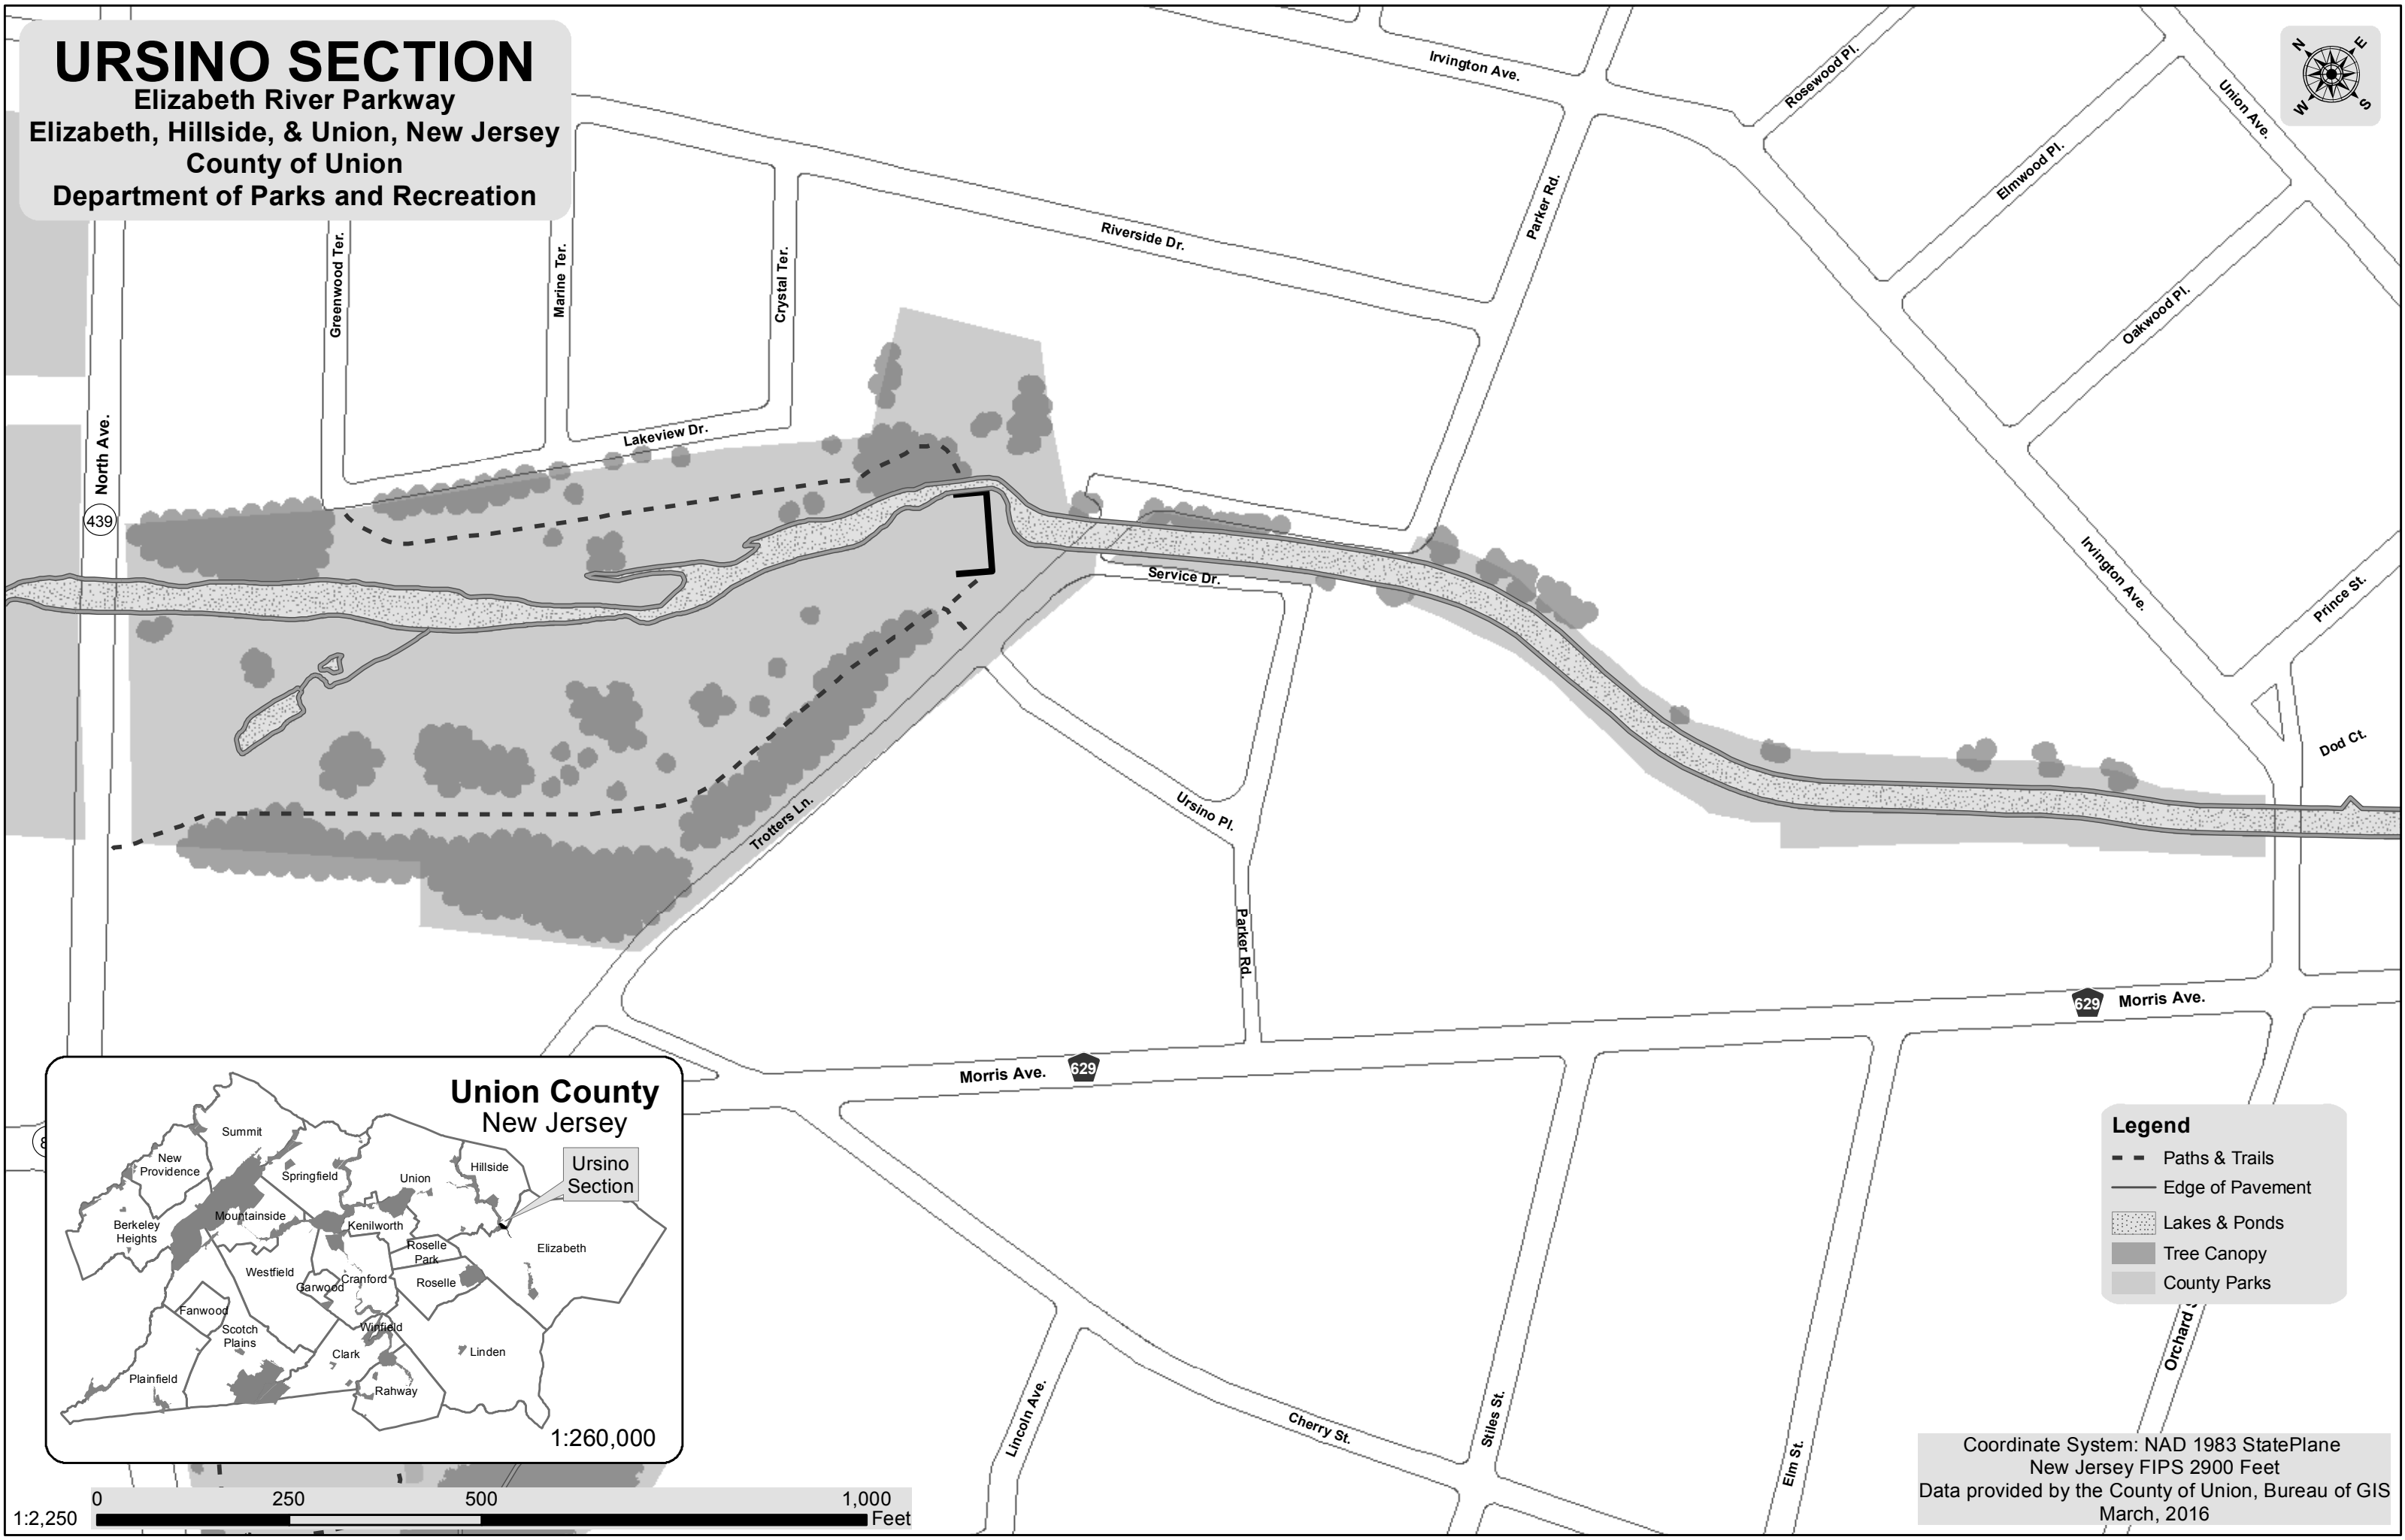 URSINO SECTION
Elizabeth River Parkway
Elizabeth, Hillside, & Union, New Jersey
County of Union
Department of Parks and Recreation
N
E
W
S
Irvington Ave.
Rosewood Pl.
Union Ave.
Elmwood Pl.
Parker Rd.
Riverside Dr.
Greenwood Ter.
Marine Ter.
Crystal Ter.
Oakwood Pl.
Lakeview Dr.
North Ave.
439
Service Dr.
Irvington Ave.
Prince St.
Dod Ct.
Ursino Pl.
Trotters Ln.
Parker Rd.
629
Morris Ave.
Morris Ave.
629
8
Union County
New Jersey
Ursino
Section
Summit
New
Providence
Springfield
Union
Hillside
Berkeley
Heights
Mountainside
Kenilworth
Roselle
Park
Elizabeth
Westfield
Garwood
Cranford
Roselle
Fanwood
Scotch
Plains
Winfield
Clark
Linden
Plainfield
Rahway
1:260,000
Legend
Paths & Trails
Edge of Pavement
Lakes & Ponds
Tree Canopy
County Parks
Orchard
Lincoln Ave.
Cherry St.
Stiles St.
Elm St.
Coordinate System: NAD 1983 StatePlane
New Jersey FIPS 2900 Feet
Data provided by the County of Union, Bureau of GIS
March, 2016
1:2,250
0 250 500 1,000
Feet